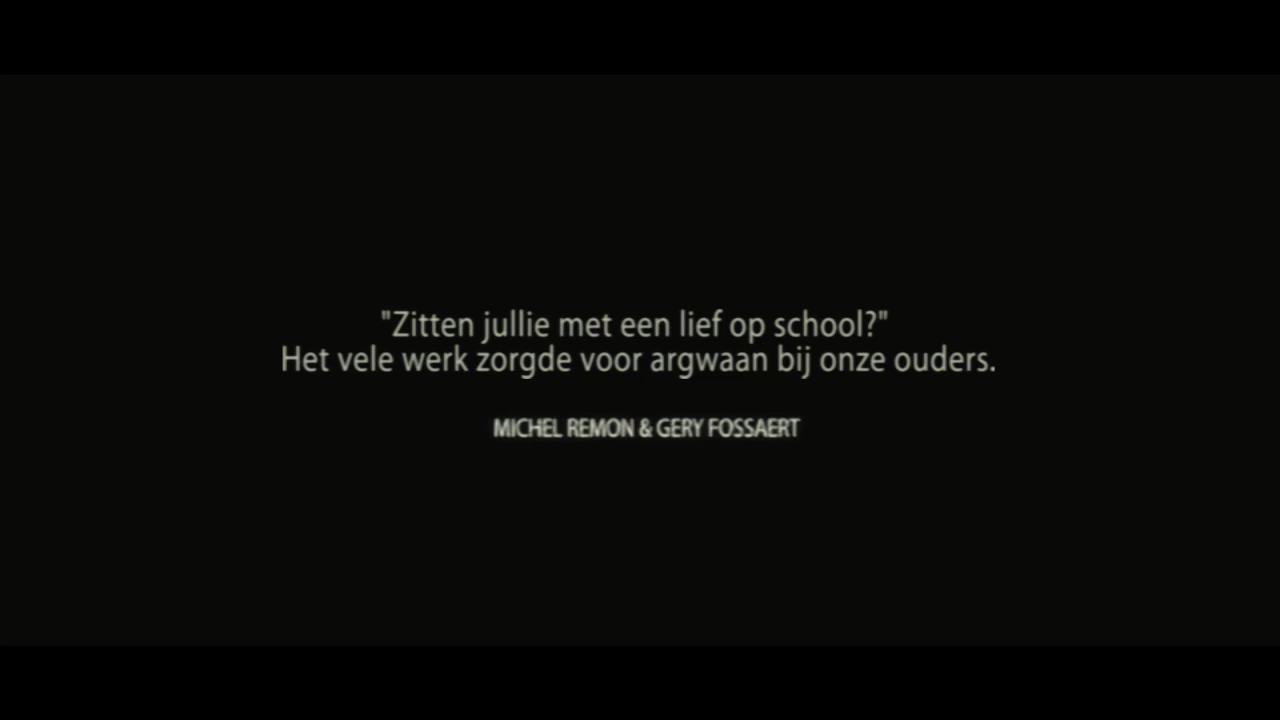 "Zitten jullie met een lief op school?"
Het vele werk zorgde voor argwaan bij onze ouders.
MICHEL REMON & GERY FOSSAERT